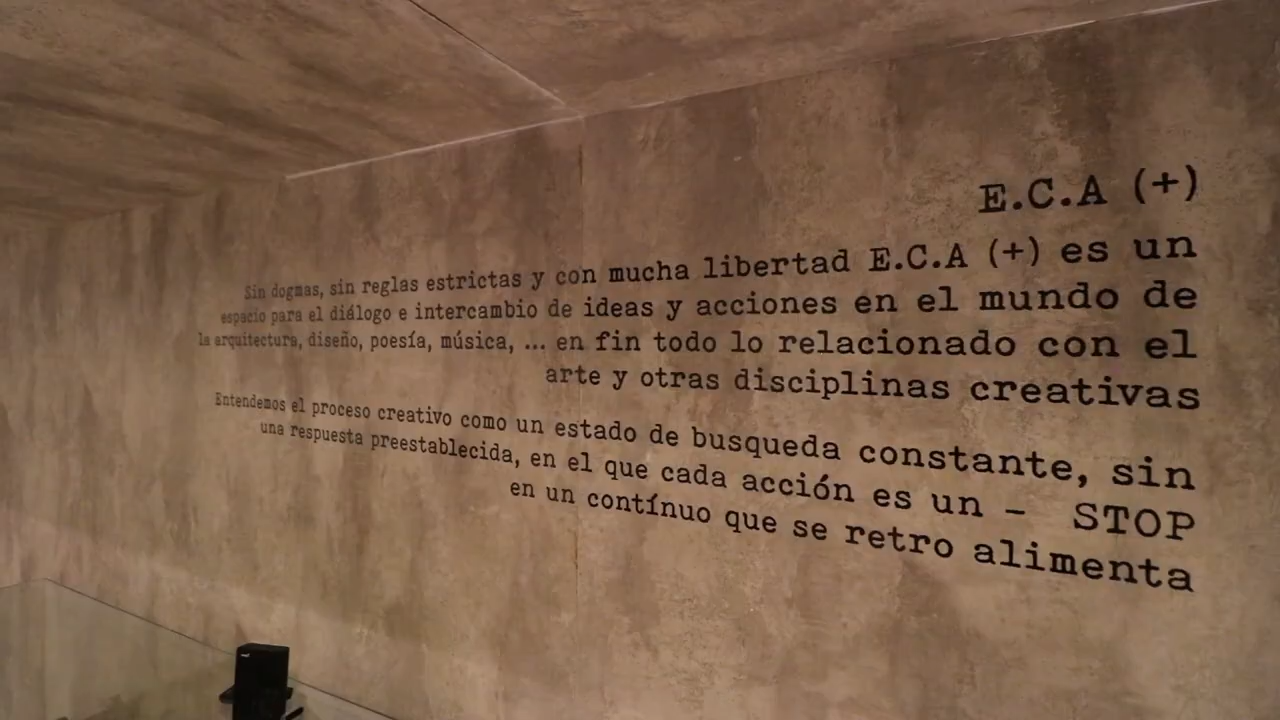 E.C.A (+)
Sin dogmas, sin reglas estrictas y con mucha libertad E.C.A (+) es un
espacio para el diálogo e intercambio de ideas y acciones en el mundo de
la arquitectura, diseño, poesía, música, ... en fin todo lo relacionado con el
arte y otras disciplinas creativas
Entendemos el proceso creativo como un estado de busqueda constante, sin
una respuesta preestablecida, en el que cada acción es un - STOP
en un contínuo que se retro alimenta